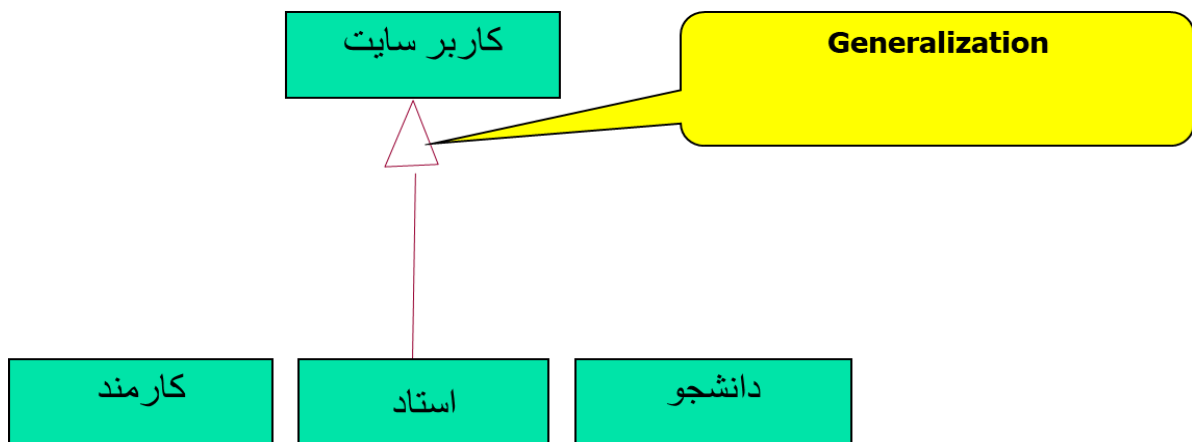 کاربر سایت
Generalization
کارمند
استاد
دانشجو